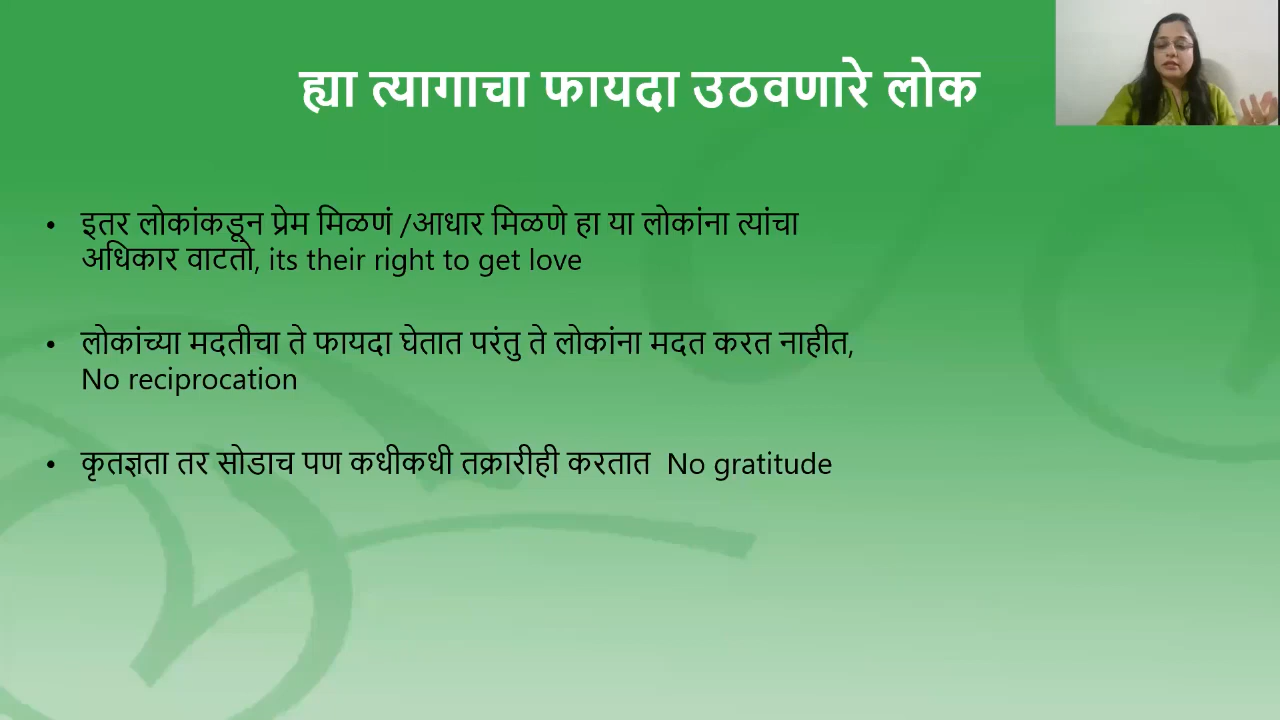 ह्या त्यागाचा फायदा उठवणारे लोक
• इतर लोकांकडून प्रेम मिळणं /आधार मिळणे हा या लोकांना त्यांचा
अधिकार वाटतो, its their right to get love
• लोकांच्या मदतीचा ते फायदा घेतात परंतु ते लोकांना मदत करत नाहीत,
No reciprocation
• कृतज्ञता तर सोडाच पण कधीकधी तक्रारीही करतात No gratitude